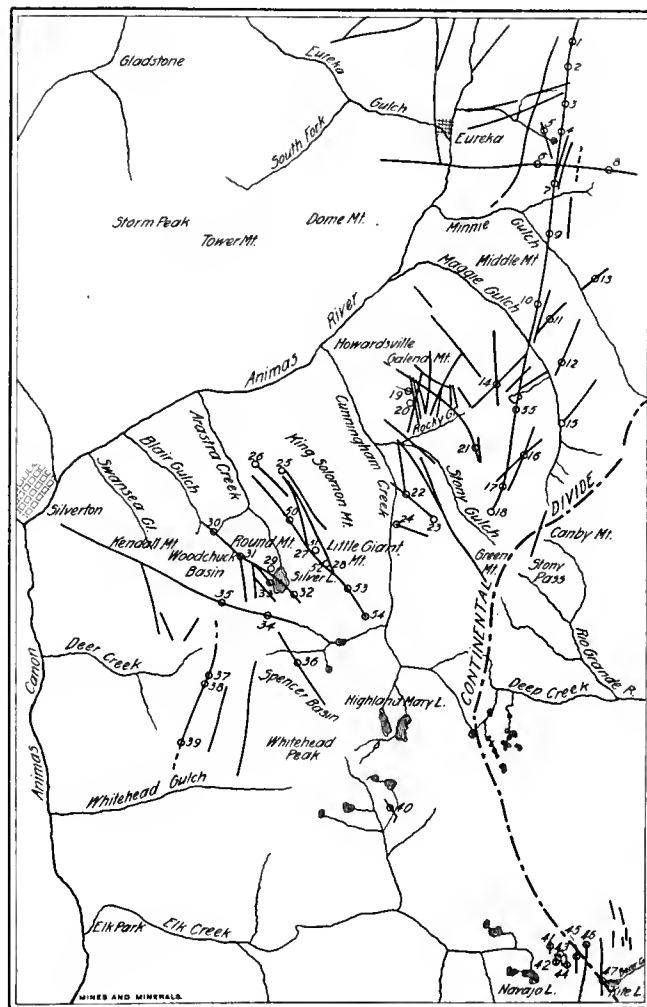 Gladstone
Eureka
Gulch
South Fork
Eureka
1
2
3
4
5
6
7
8
Storm Peak
Tower Mt.
Dome Mt.
Minnie
Gulch
9
Middle Mt.
Maggie Gulch
13
10
11
Animas
River
Howardsville
Galena Mt.
12
14
19
20
Rocky G.
55
15
21
16
17
18
Cunningham
Creek
Arastra Creek
Blair Gulch
Swansea Gl.
Silverton
King Solomon Mt.
26
25
50
22
23
24
Stony Gulch
Green Mt.
CONTINENTAL
DIVIDE
Canby Mt.
Stony
Pass
Rio Grande R.
Kendall Mt.
30
Woodchuck
Basin
31
Round Mt.
29
Silver L.
33
32
27
51
52
28
Little Giant
Mt.
53
54
35
34
36
Spencer Basin
Deer Creek
37
38
39
Highland Mary L.
Deep Creek
Whitehead
Peak
Whitehead Gulch
Animas
Canon
40
Elk Park
Elk Creek
41
43
45
46
42
44
47
Navajo L.
Kite L.
MINES AND MINERALS.